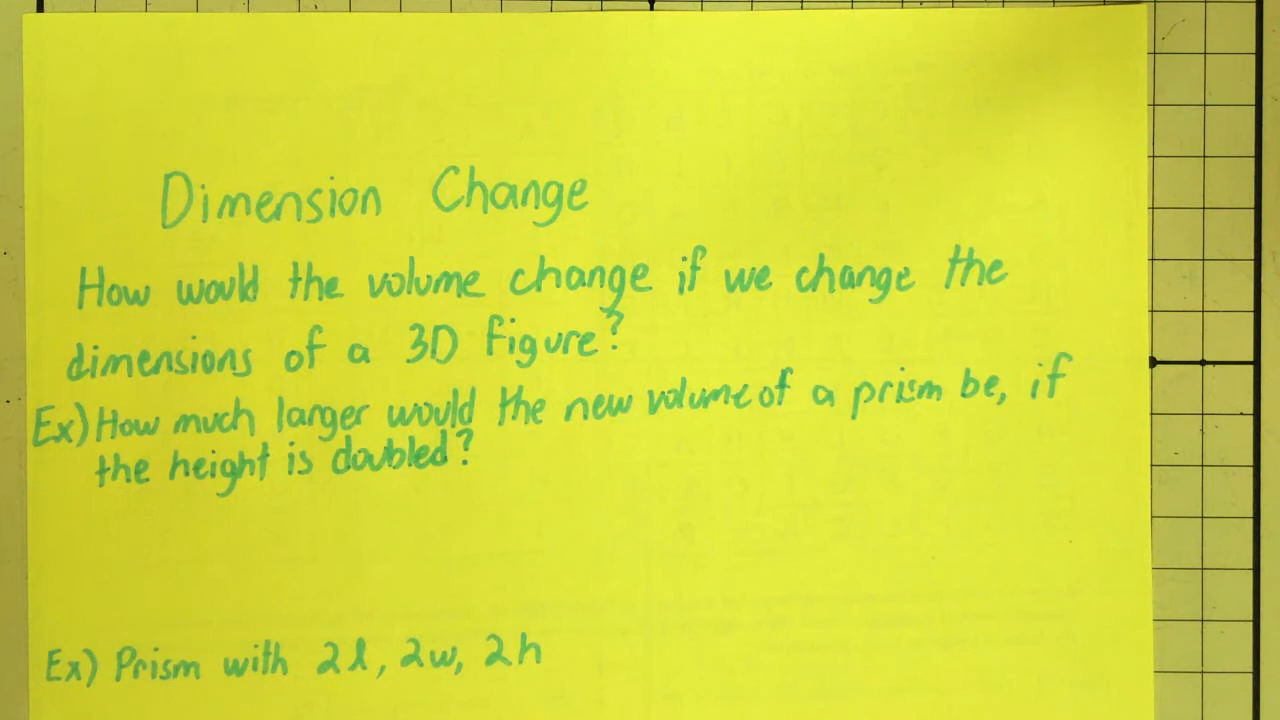 Dimension Change
How would the volume change if we change the
dimensions of a 3D figure?
Ex) How much larger would the new volume of a prism be, if
the height is doubled?
Ex) Prism with 2l, 2w, 2h